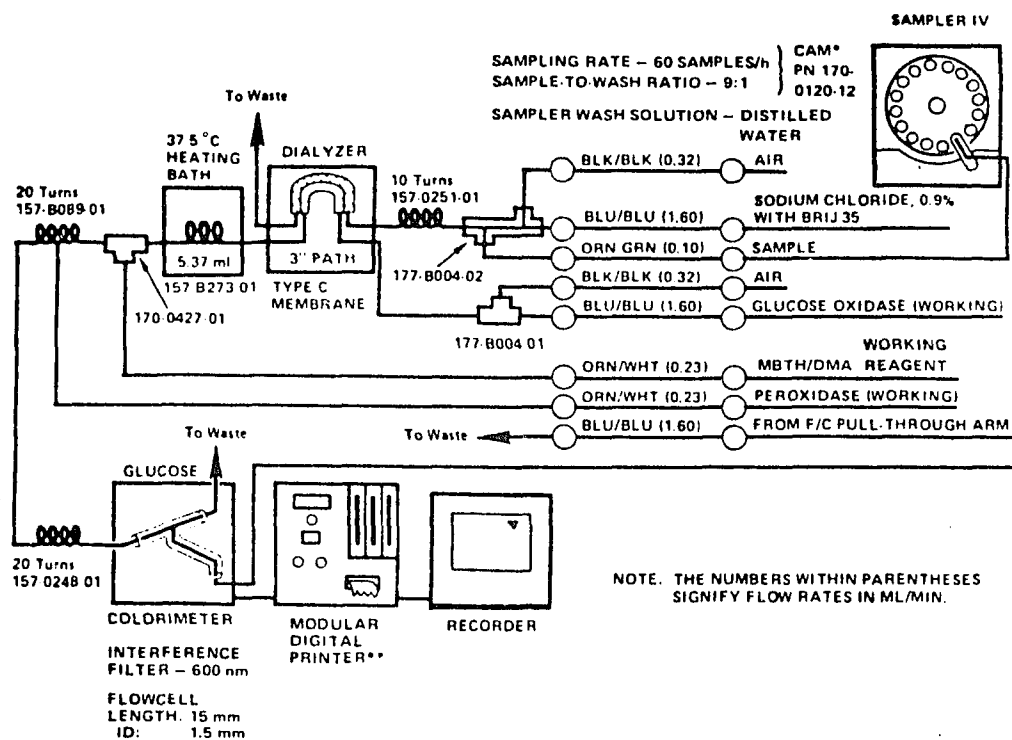 SAMPLER IV
SAMPLING RATE – 60 SAMPLES/h
SAMPLE-TO-WASH RATIO – 9:1
CAM*
PN 170-
0120-12
SAMPLER WASH SOLUTION – DISTILLED
WATER
To Waste
37.5 °C
HEATING
BATH
DIALYZER
20 Turns
157-B089-01
10 Turns
157-0251-01
BLK/BLK (0.32)
AIR
BLU/BLU (1.60)
SODIUM CHLORIDE, 0.9%
WITH BRIJ 35
ORN GRN (0.10)
SAMPLE
177-B004-02
5.37 ml
3" PATH
157 B273 01
TYPE C
MEMBRANE
170-0427-01
BLK/BLK (0.32)
AIR
BLU/BLU (1.60)
GLUCOSE OXIDASE (WORKING)
177-B004 01
WORKING
ORN/WHT (0.23)
MBTH/DMA REAGENT
ORN/WHT (0.23)
PEROXIDASE (WORKING)
To Waste
BLU/BLU (1.60)
FROM F/C PULL-THROUGH ARM
To Waste
GLUCOSE
20 Turns
157 0248 01
COLORIMETER
MODULAR
DIGITAL
PRINTER**
RECORDER
NOTE. THE NUMBERS WITHIN PARENTHESES
SIGNIFY FLOW RATES IN ML/MIN.
INTERFERENCE
FILTER – 600 nm
FLOWCELL
LENGTH. 15 mm
ID: 1.5 mm